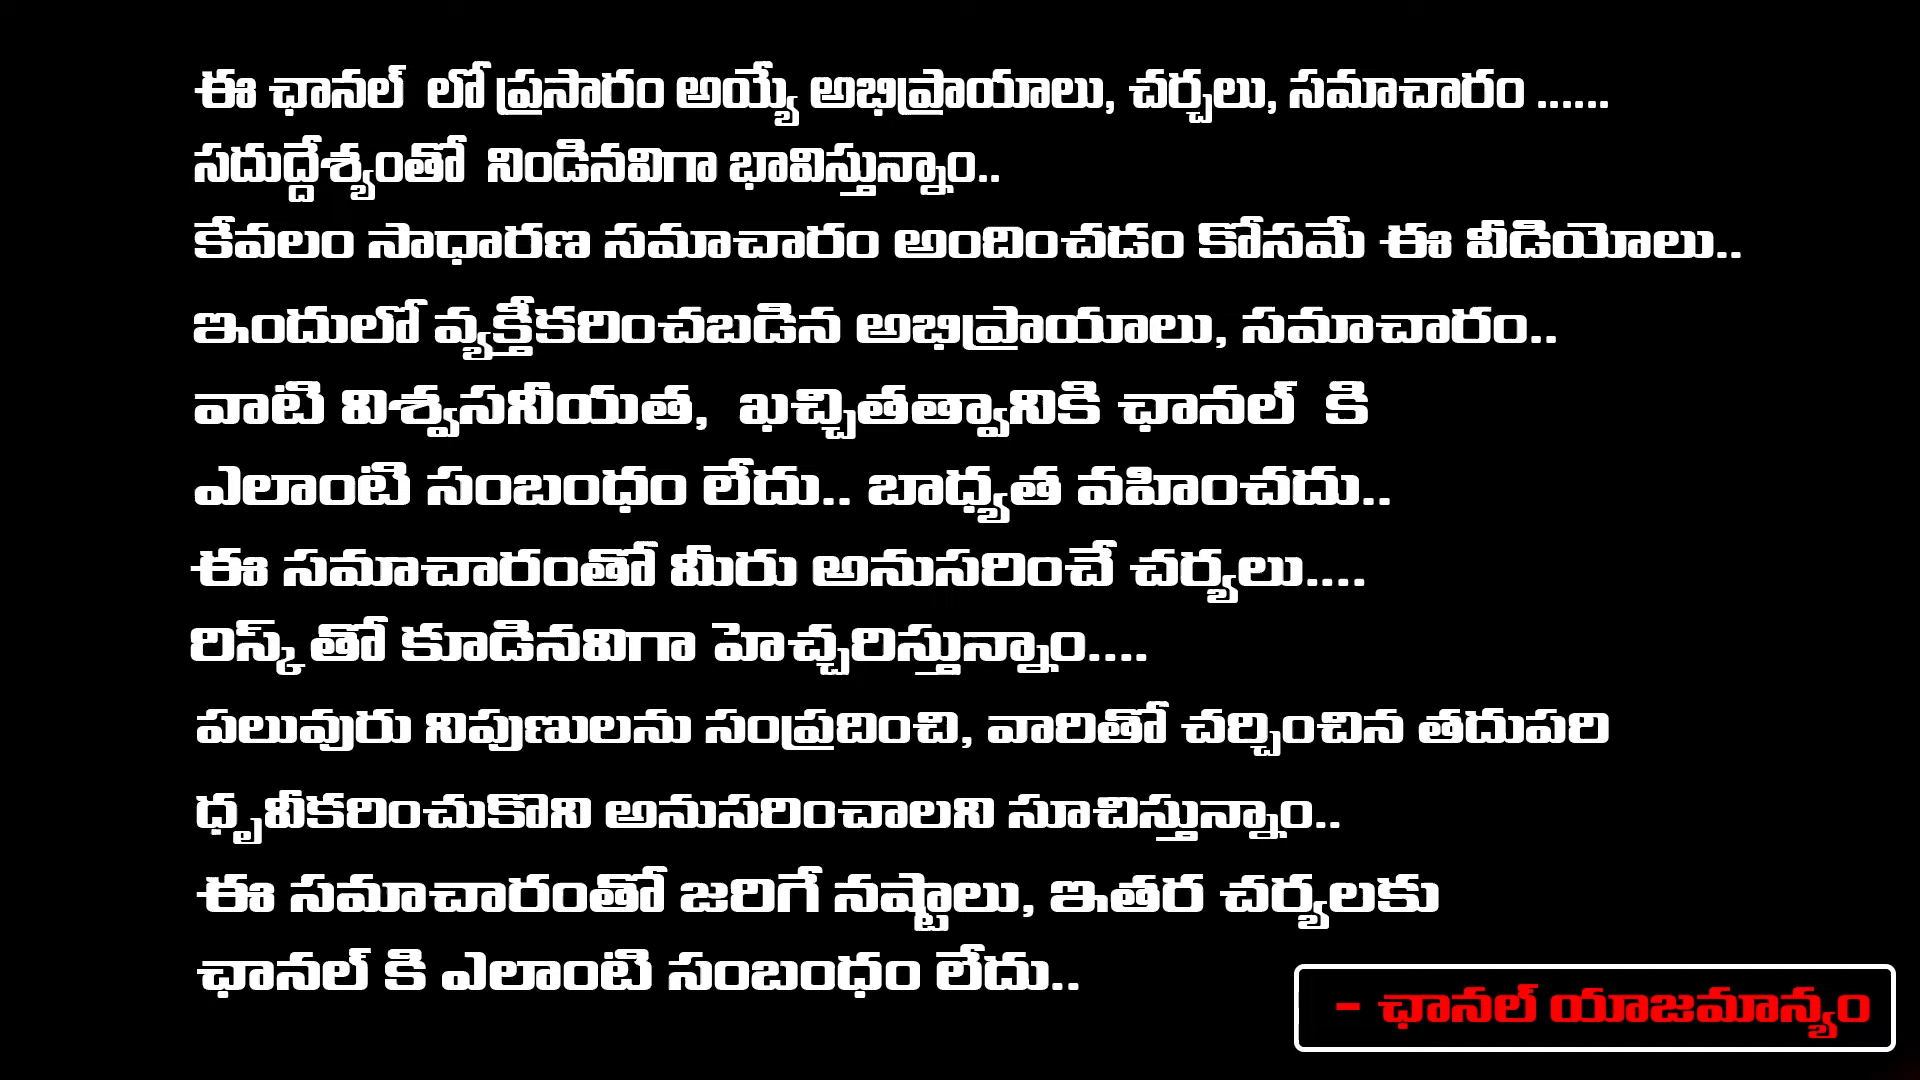 ఈ ఛానల్ లో ప్రసారం అయ్యే అభిప్రాయాలు, చర్చలు, సమాచారం ......
సదుద్దేశ్యంతో నిండినవిగా భావిస్తున్నాం..
కేవలం సాధారణ సమాచారం అందించడం కోసమే ఈ వీడియోలు..
ఇందులో వ్యక్తీకరించబడిన అభిప్రాయాలు, సమాచారం..
వాటి విశ్వసనీయత, ఖచ్చితత్వానికి ఛానల్ కి
ఎలాంటి సంబంధం లేదు.. బాధ్యత వహించదు..
ఈ సమాచారంతో మీరు అనుసరించే చర్యలు....
రిస్క్ తో కూడినవిగా హెచ్చరిస్తున్నాం....
పలువురు నిపుణులను సంప్రదించి, వారితో చర్చించిన తదుపరి
ధృవీకరించుకొని అనుసరించాలని సూచిస్తున్నాం..
ఈ సమాచారంతో జరిగే నష్టాలు, ఇతర చర్యలకు
ఛానల్ కి ఎలాంటి సంబంధం లేదు..
- ఛానల్ యాజమాన్యం